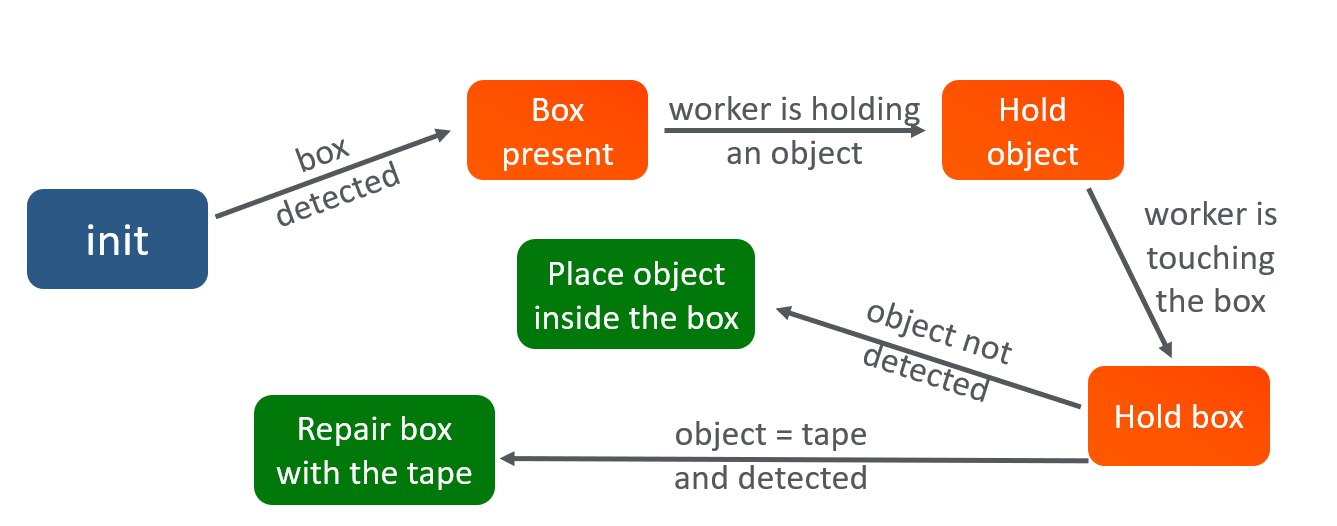 init
box
detected
Box
present
worker is holding
an object
Hold
object
worker is
touching
the box
Hold box
object not
detected
Place object
inside the box
object = tape
and detected
Repair box
with the tape